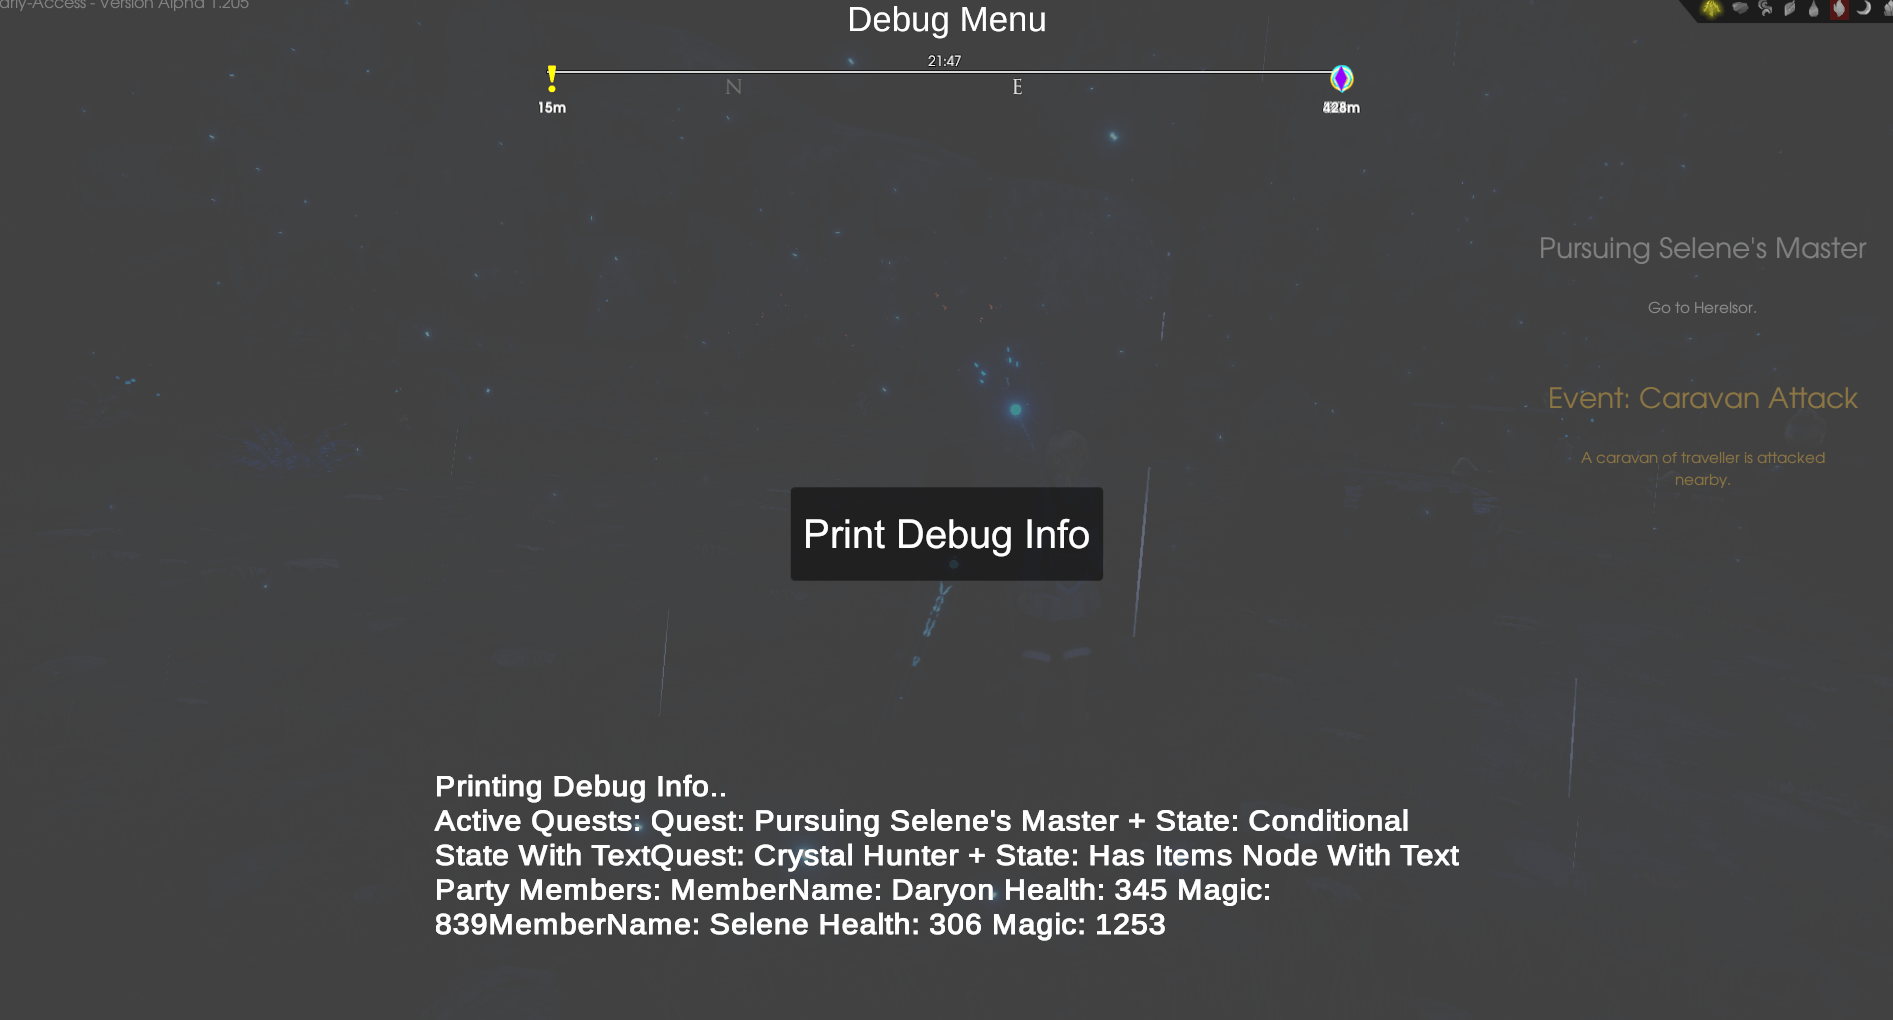 Early-Access - Version Alpha 1.205
Debug Menu
21:47
N
E
15m
428m
Pursuing Selene's Master
Go to Herelsor.
Event: Caravan Attack
A caravan of traveller is attacked
nearby.
Print Debug Info
Printing Debug Info..
Active Quests: Quest: Pursuing Selene's Master + State: Conditional
State With TextQuest: Crystal Hunter + State: Has Items Node With Text
Party Members: MemberName: Daryon Health: 345 Magic:
839MemberName: Selene Health: 306 Magic: 1253